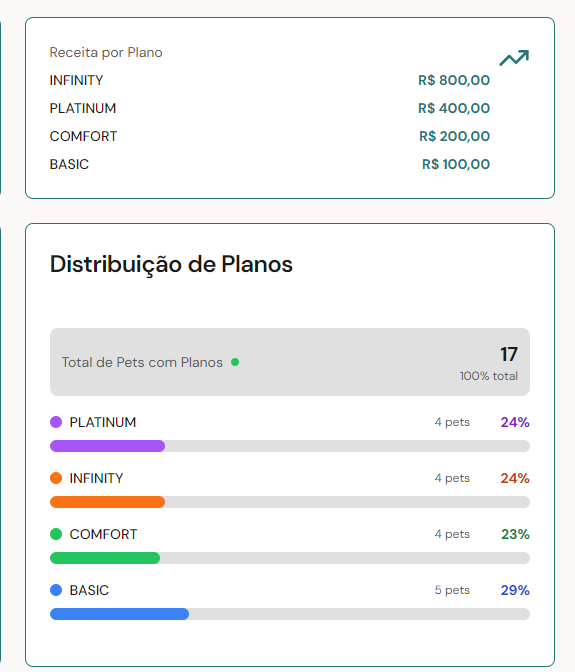 Receita por Plano
INFINITY R$ 800,00
PLATINUM R$ 400,00
COMFORT R$ 200,00
BASIC R$ 100,00
Distribuição de Planos
Total de Pets com Planos 17
100% total
PLATINUM 4 pets 24%
INFINITY 4 pets 24%
COMFORT 4 pets 23%
BASIC 5 pets 29%